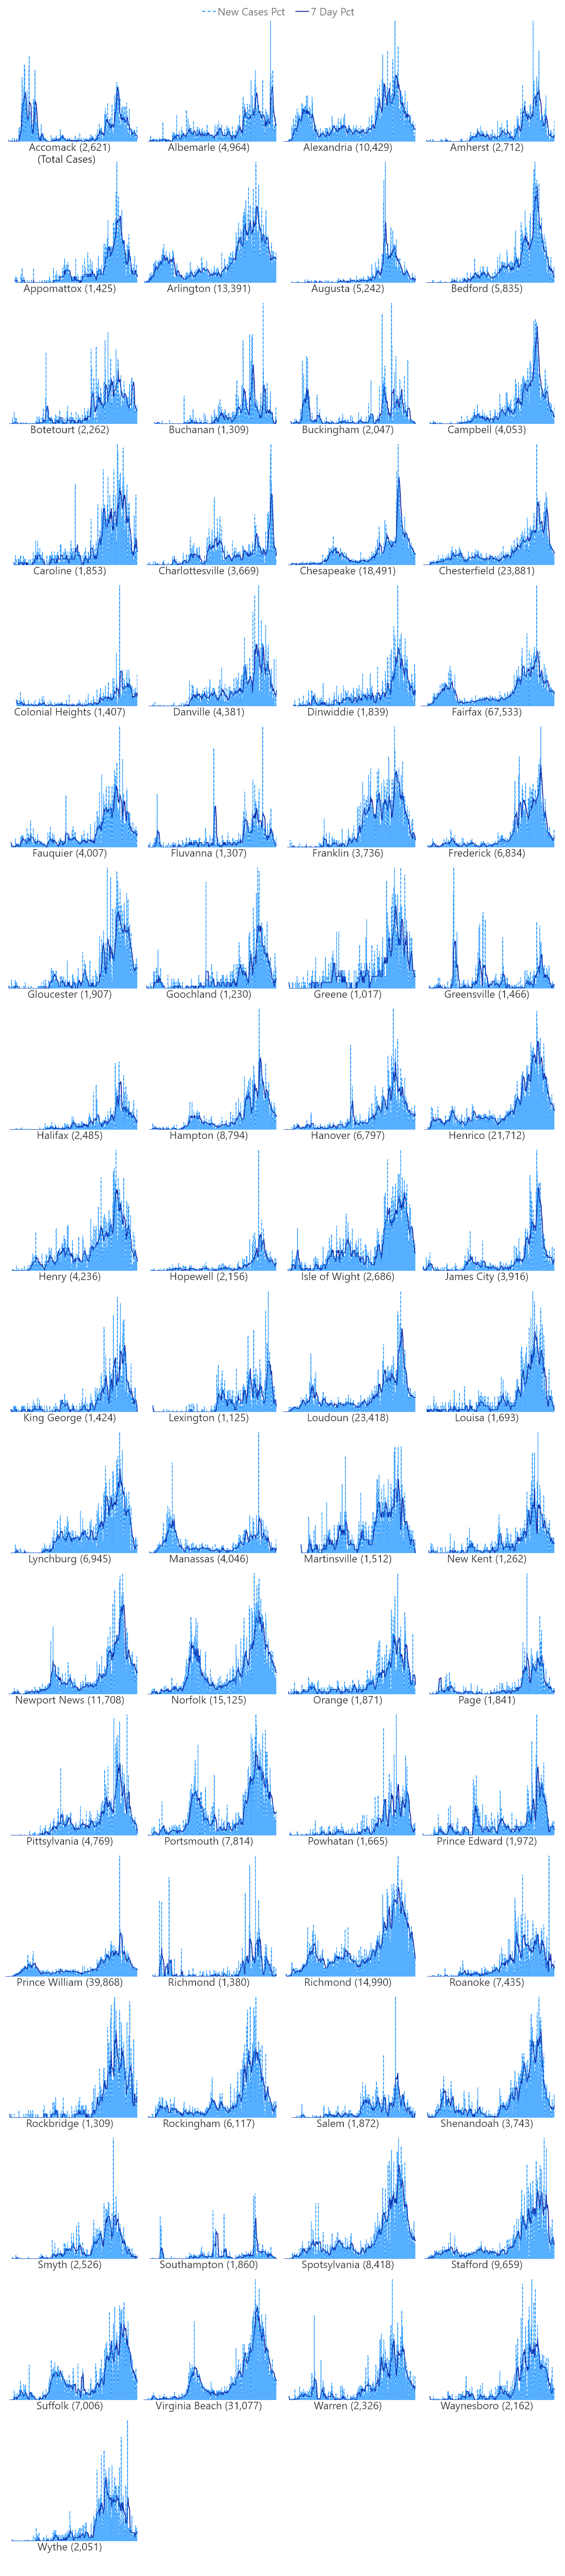 New Cases Pct 7 Day Pct
Accomack (2,621)
(Total Cases)
Albemarle (4,964)
Alexandria (10,429)
Amherst (2,712)
Appomattox (1,425)
Arlington (13,391)
Augusta (5,242)
Bedford (5,835)
Botetourt (2,262)
Buchanan (1,309)
Buckingham (2,047)
Campbell (4,053)
Caroline (1,853)
Charlottesville (3,669)
Chesapeake (18,491)
Chesterfield (23,881)
Colonial Heights (1,407)
Danville (4,381)
Dinwiddie (1,839)
Fairfax (67,533)
Fauquier (4,007)
Fluvanna (1,307)
Franklin (3,736)
Frederick (6,834)
Gloucester (1,907)
Goochland (1,230)
Greene (1,017)
Greensville (1,466)
Halifax (2,485)
Hampton (8,794)
Hanover (6,797)
Henrico (21,712)
Henry (4,236)
Hopewell (2,156)
Isle of Wight (2,686)
James City (3,916)
King George (1,424)
Lexington (1,125)
Loudoun (23,418)
Louisa (1,693)
Lynchburg (6,945)
Manassas (4,046)
Martinsville (1,512)
New Kent (1,262)
Newport News (11,708)
Norfolk (15,125)
Orange (1,871)
Page (1,841)
Pittsylvania (4,769)
Portsmouth (7,814)
Powhatan (1,665)
Prince Edward (1,972)
Prince William (39,868)
Richmond (1,380)
Richmond (14,990)
Roanoke (7,435)
Rockbridge (1,309)
Rockingham (6,117)
Salem (1,872)
Shenandoah (3,743)
Smyth (2,526)
Southampton (1,860)
Spotsylvania (8,418)
Stafford (9,659)
Suffolk (7,006)
Virginia Beach (31,077)
Warren (2,326)
Waynesboro (2,162)
Wythe (2,051)